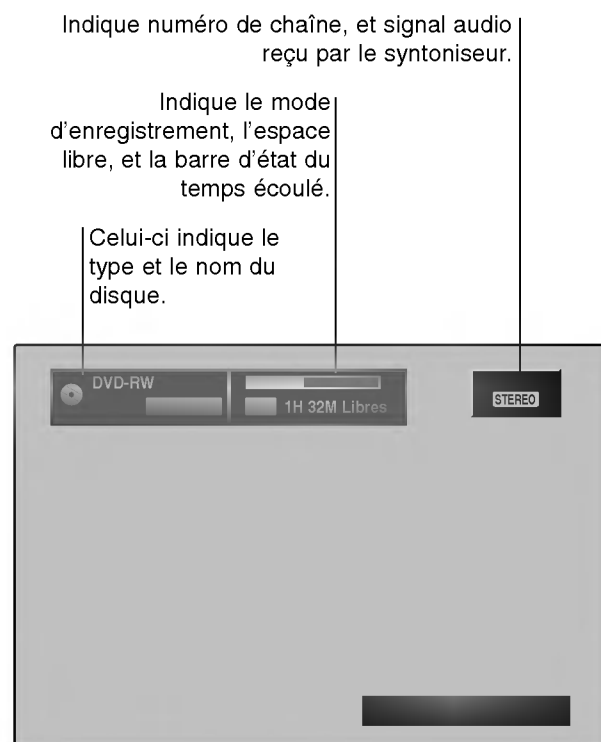 Indique numéro de chaîne, et signal audio
reçu par le syntoniseur.
Indique le mode
d'enregistrement, l'espace
libre, et la barre d'état du
temps écoulé.
Celui-ci indique le
type et le nom du
disque.
DVD-RW
1H 32M Libres
STEREO